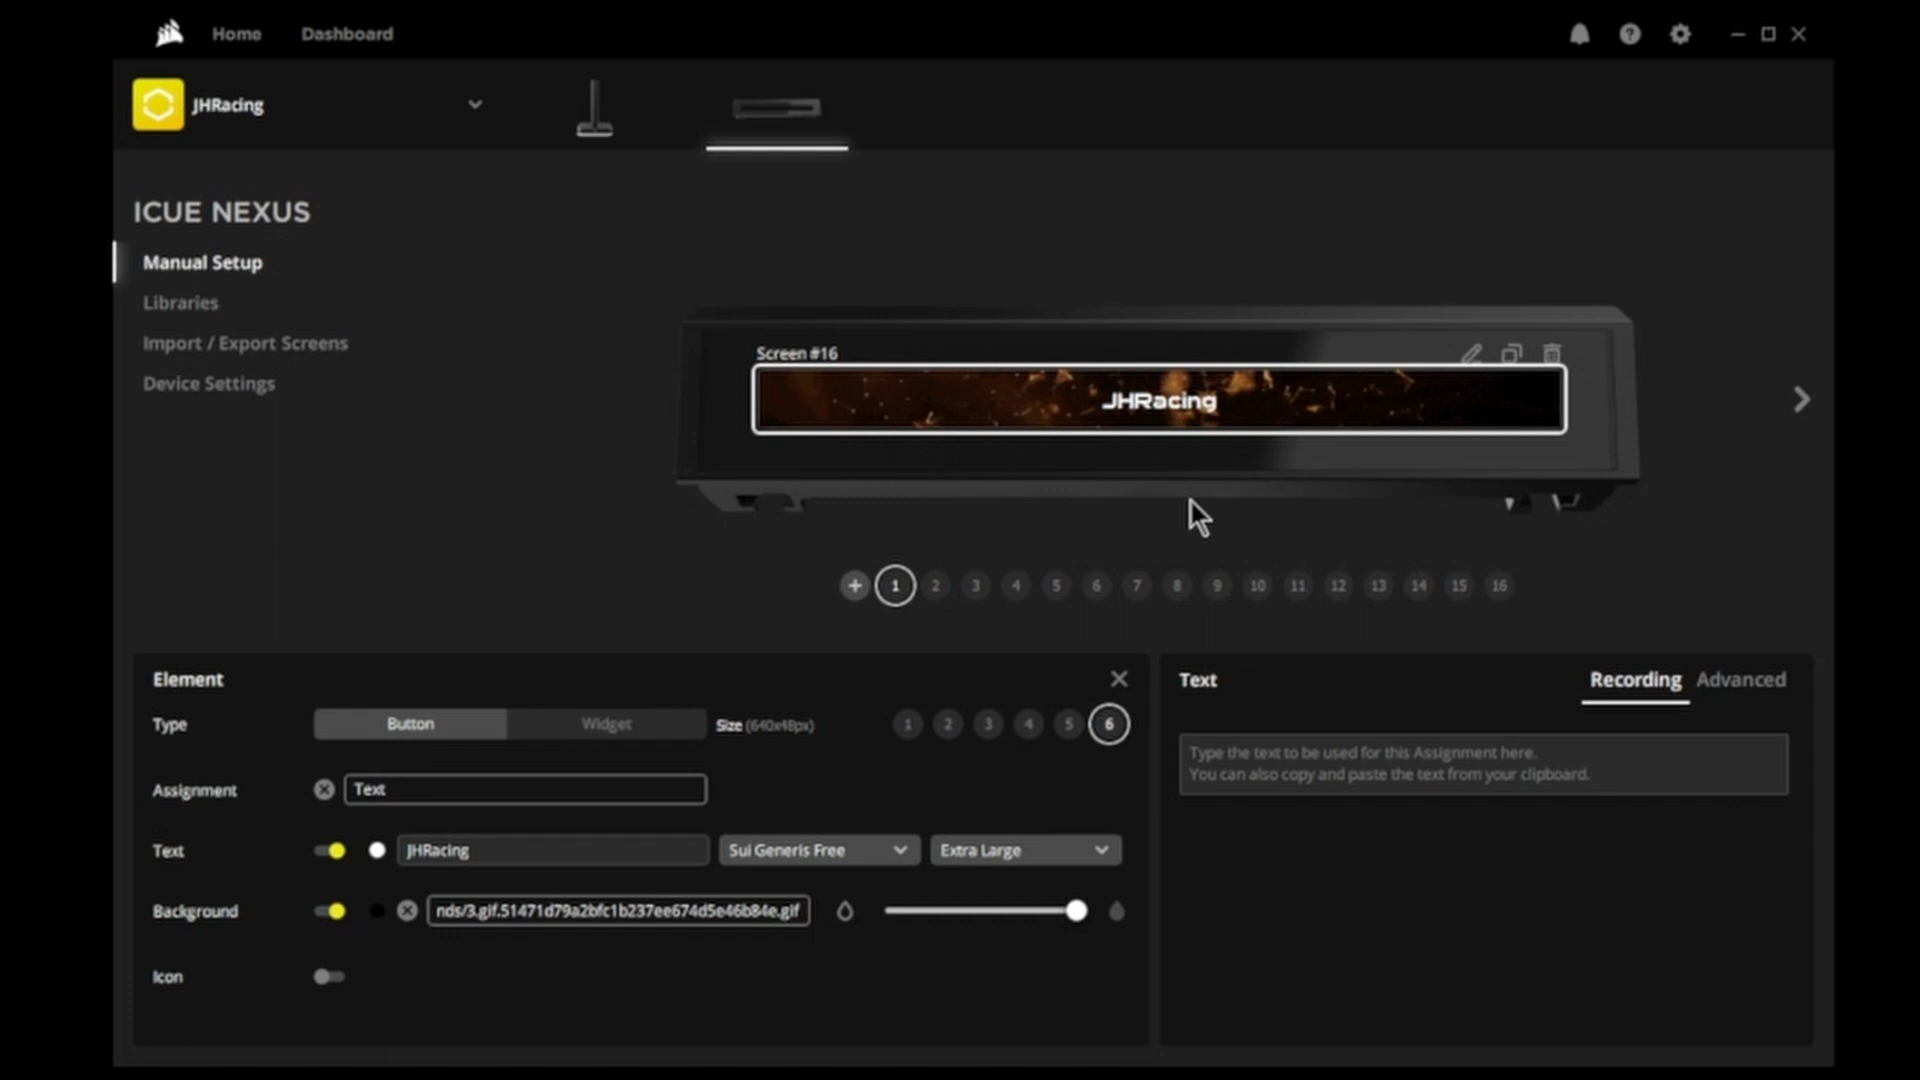 Home
Dashboard
JHRacing
ICUE NEXUS
Manual Setup
Libraries
Import / Export Screens
Device Settings
Screen #16
JHRacing
1 2 3 4 5 6 7 8 9 10 11 12 13 14 15 16
Element
Type
Button
Widget
Size (640x48px)
1 2 3 4 5 6
Assignment
Text
Text
JHRacing
Sui Generis Free
Extra Large
Background
nds/3.gif.51471d79a2bfc1b237ee674d5e46b84e.gif
Icon
Text
Recording
Advanced
Type the text to be used for this Assignment here.
You can also copy and paste the text from your clipboard.